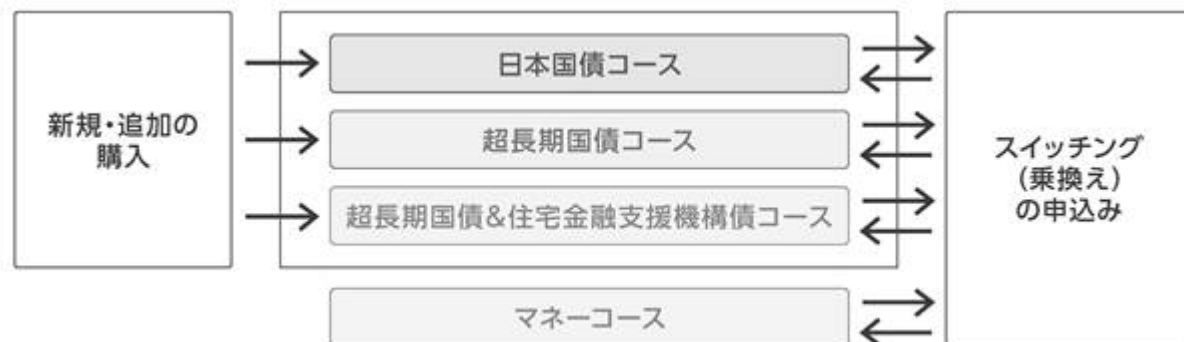 新規・追加の
購入
日本国債コース
超長期国債コース
超長期国債&住宅金融支援機構債コース
マネーコース
スイッチング
(乗換え)
の申込み